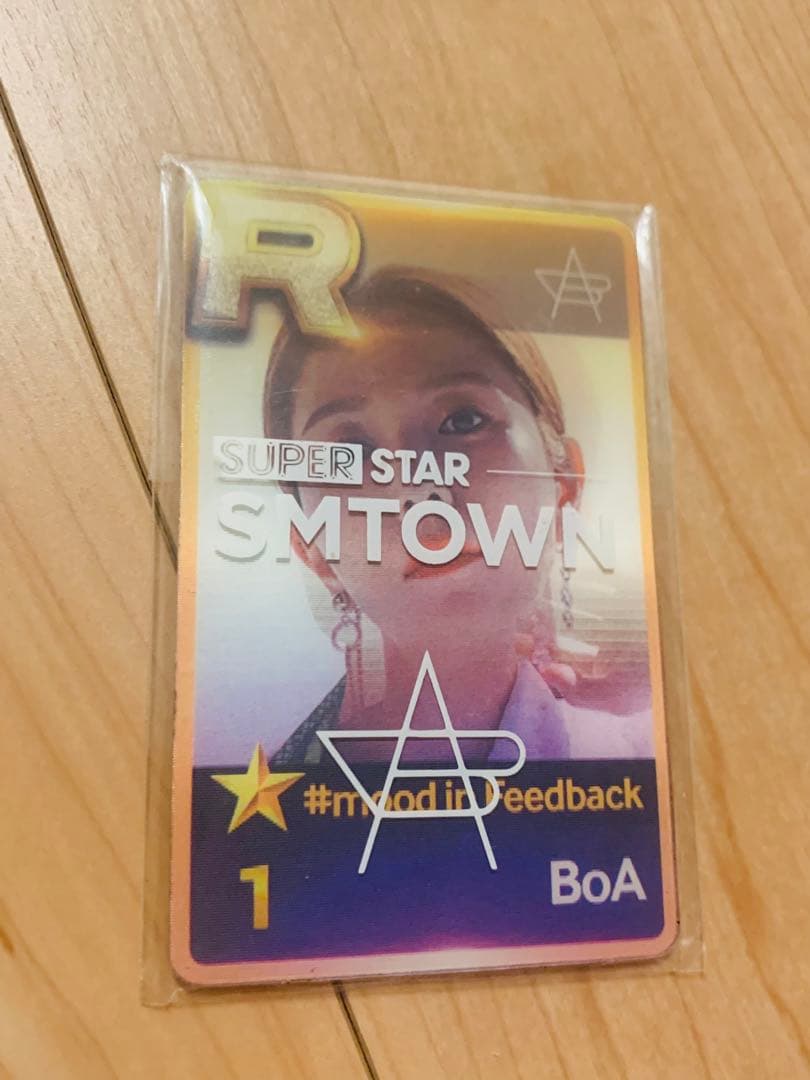 R
SUPER STAR
SMTOWN
#mood in Feedback
1
BoA